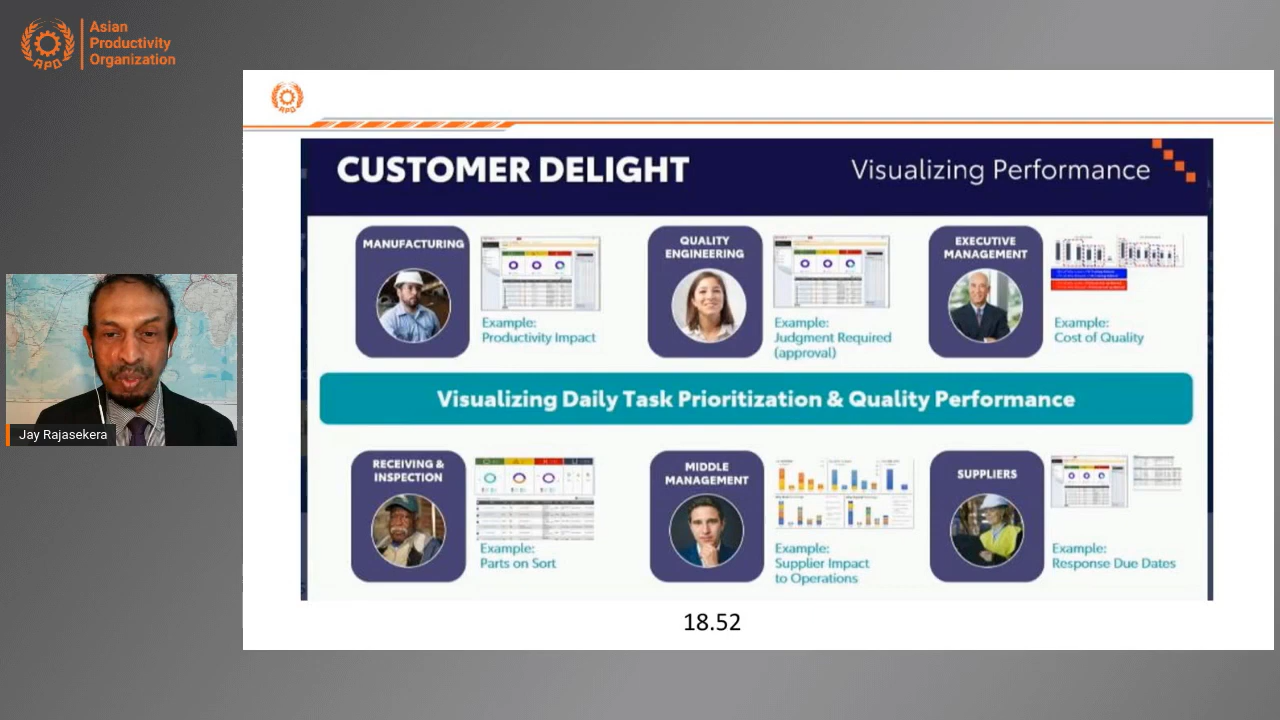 Asian
Productivity
Organization
APO
APO
CUSTOMER DELIGHT
Visualizing Performance
MANUFACTURING
Example:
Productivity Impact
QUALITY
ENGINEERING
Example:
Judgment Required
(approval)
EXECUTIVE
MANAGEMENT
Example:
Cost of Quality
Visualizing Daily Task Prioritization & Quality Performance
RECEIVING &
INSPECTION
Example:
Parts on Sort
MIDDLE
MANAGEMENT
Example:
Supplier Impact
to Operations
SUPPLIERS
Example:
Response Due Dates
18.52
Jay Rajasekera